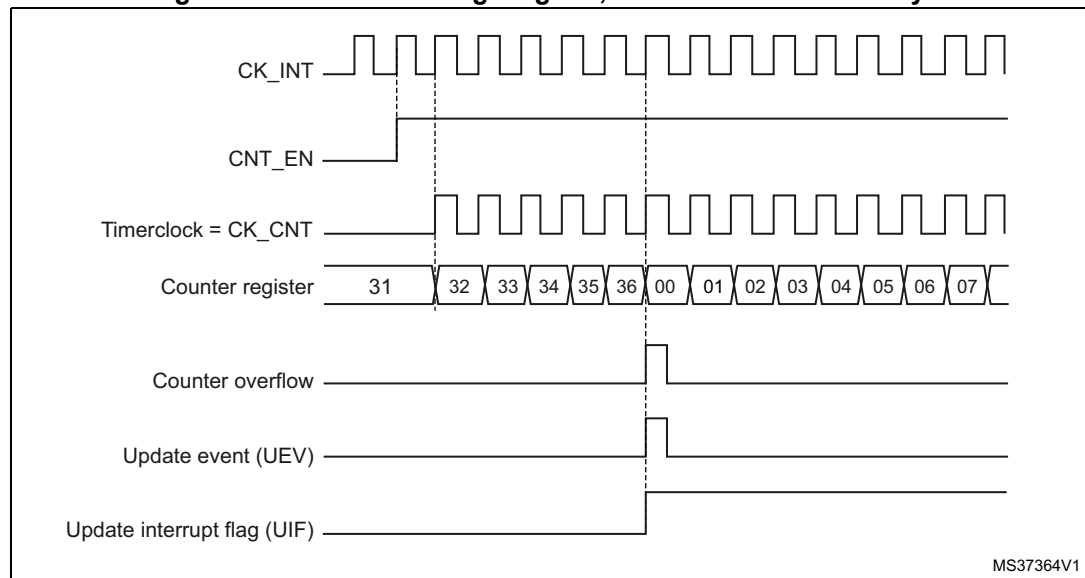 CK_INT
CNT_EN
Timerclock = CK_CNT
Counter register 31 32 33 34 35 36 00 01 02 03 04 05 06 07
Counter overflow
Update event (UEV)
Update interrupt flag (UIF)
MS37364V1